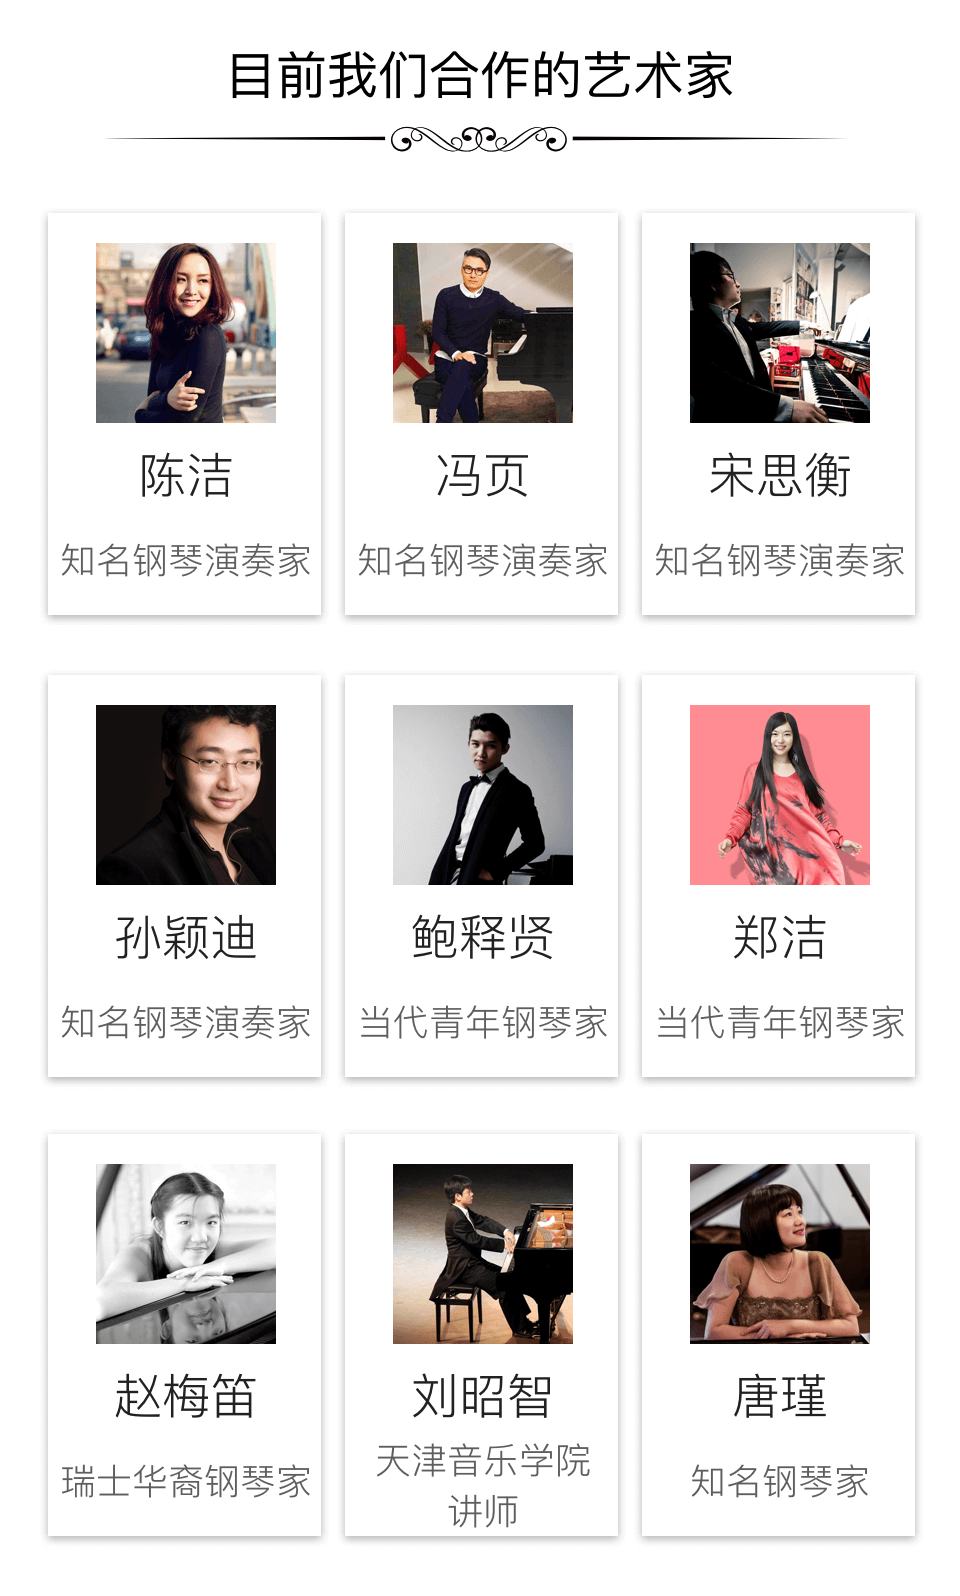 目前我们合作的艺术家
陈洁
冯页
宋思衡
知名钢琴演奏家
知名钢琴演奏家
知名钢琴演奏家
孙颖迪
鲍释贤
郑洁
知名钢琴演奏家
当代青年钢琴家
当代青年钢琴家
赵梅笛
刘昭智
唐瑾
瑞士华裔钢琴家
天津音乐学院
讲师
知名钢琴家